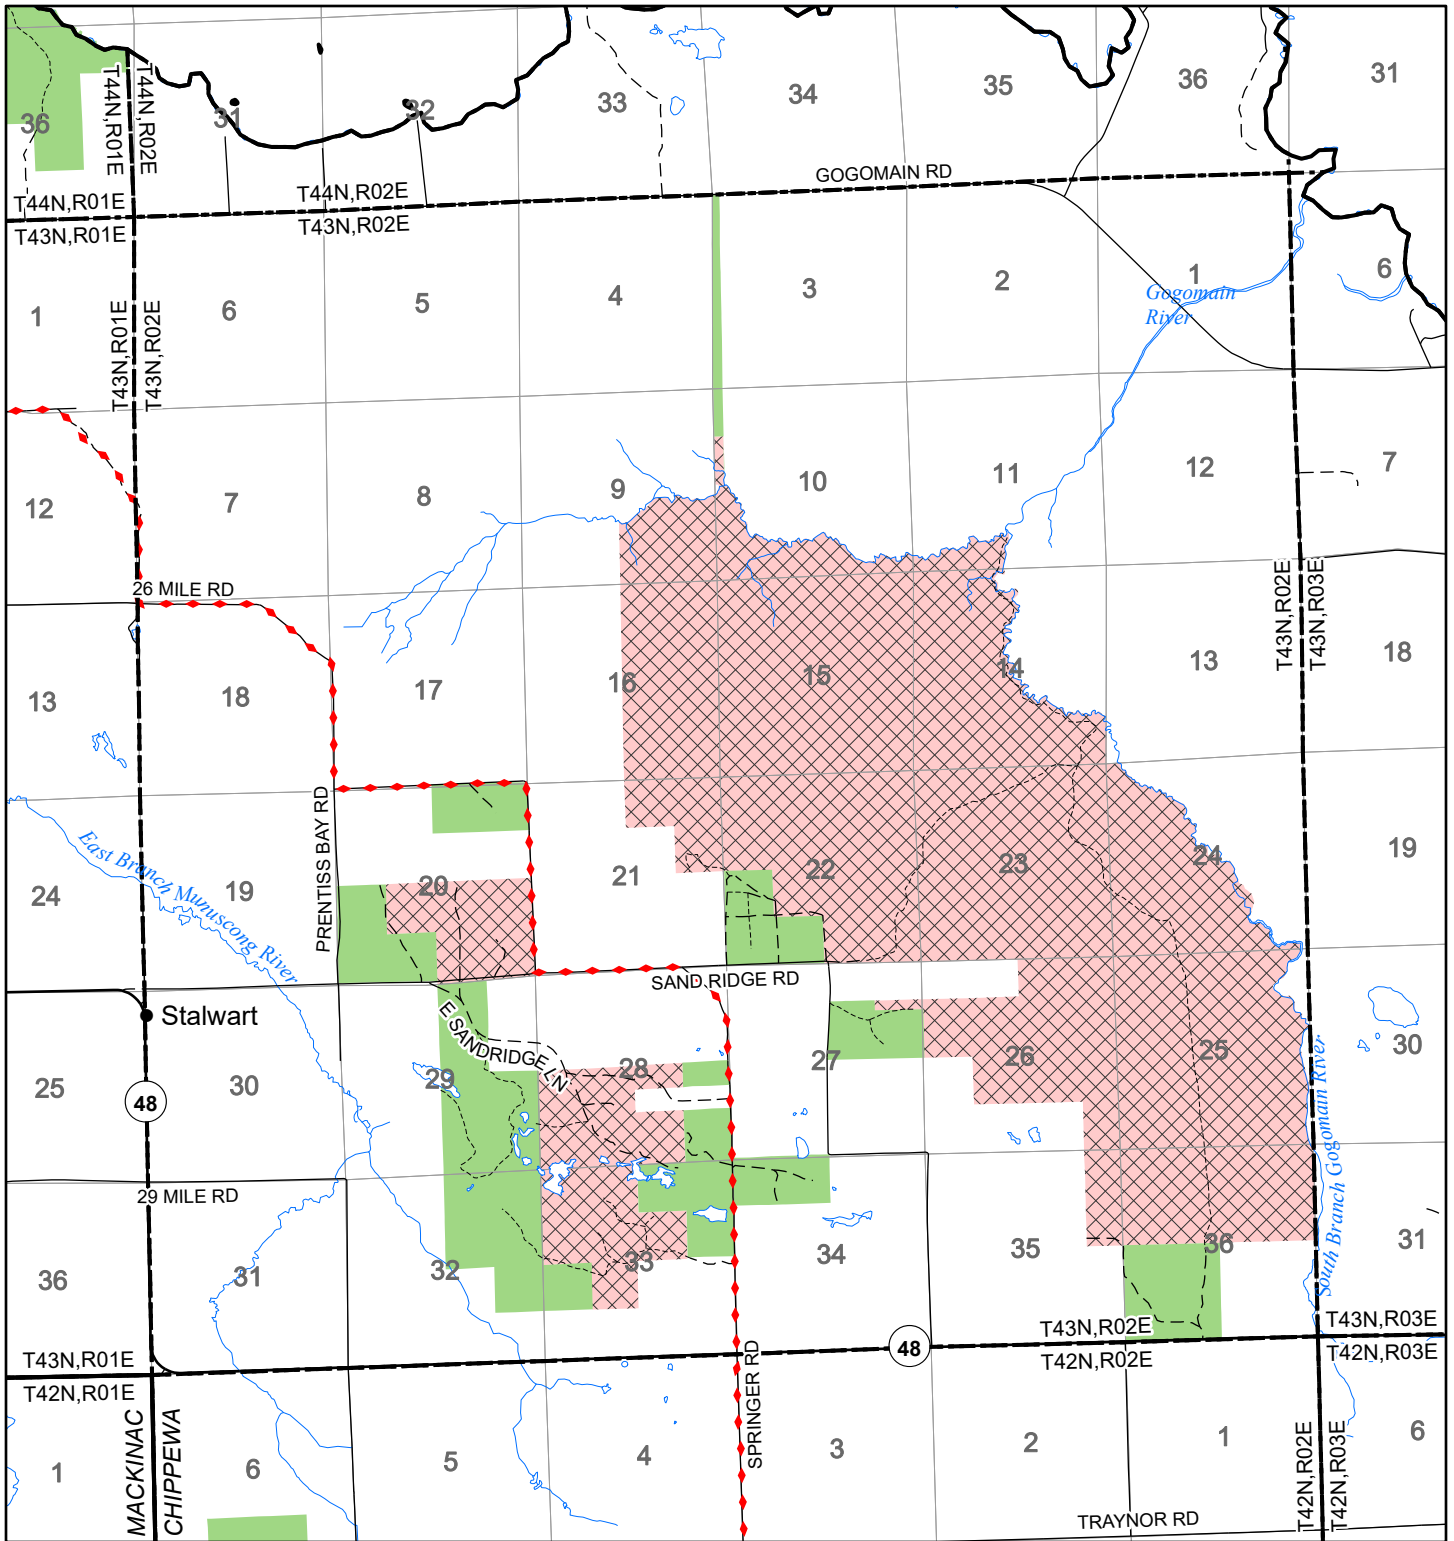 31
36
35
34
33
32
31
36
T44N,R01E
T44N,R02E
GOGOMAIN RD
T44N,R01E
T44N,R02E
T43N,R01E
T43N,R02E
1
6
5
4
3
2
1
6
Gogomain
River
T43N,R01E
T43N,R02E
12
7
8
9
10
11
12
7
26 MILE RD
T43N,R02E
T43N,R03E
13
18
17
16
15
14
13
18
PRENTISS BAY RD
East Branch Munuscong River
24
19
20
21
22
23
24
19
SAND RIDGE RD
Stalwart
E SANDRIDGE LN
25
30
29
28
27
26
25
30
48
South Branch Gogomain River
29 MILE RD
36
31
32
33
34
35
36
31
T43N,R01E
T42N,R01E
48
T43N,R02E
T42N,R02E
T43N,R03E
T42N,R03E
SPRINGER RD
MACKINAC
CHIPPEWA
1
6
5
4
3
2
1
6
T42N,R02E
T42N,R03E
TRAYNOR RD